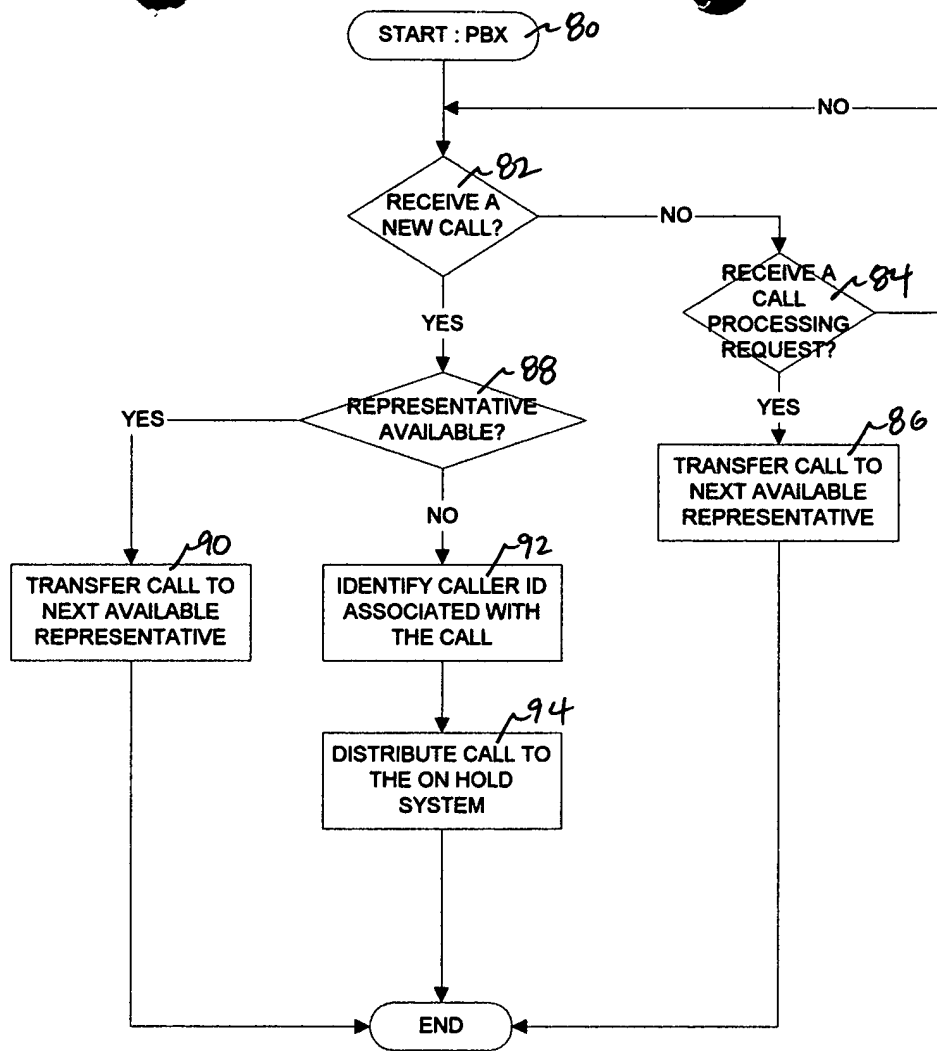 START : PBX
80
NO
82
RECEIVE A
NEW CALL?
NO
RECEIVE A
CALL
PROCESSING
REQUEST?
84
YES
88
REPRESENTATIVE
AVAILABLE?
YES
YES
86
TRANSFER CALL TO
NEXT AVAILABLE
REPRESENTATIVE
NO
90
TRANSFER CALL TO
NEXT AVAILABLE
REPRESENTATIVE
92
IDENTIFY CALLER ID
ASSOCIATED WITH
THE CALL
94
DISTRIBUTE CALL TO
THE ON HOLD
SYSTEM
END